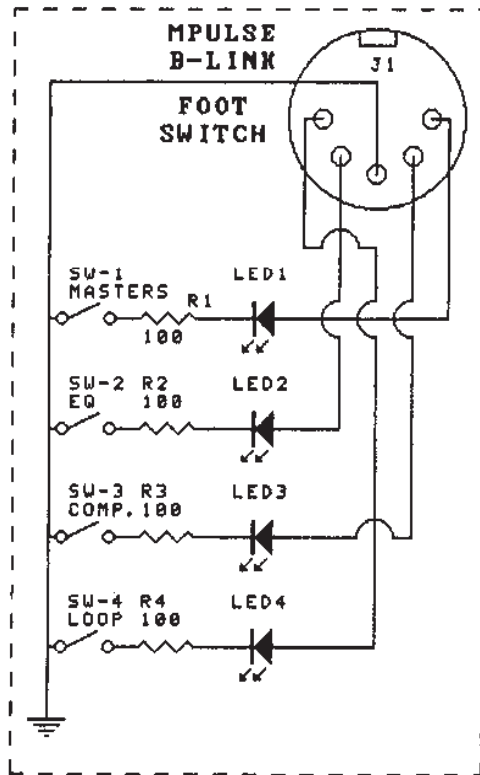 MPULSE
B-LINK
J1
FOOT
SWITCH
SW-1
MASTERS
R1
100
LED1
SW-2 R2
EQ 100
LED2
SW-3 R3
COMP. 100
LED3
SW-4 R4
LOOP 100
LED4